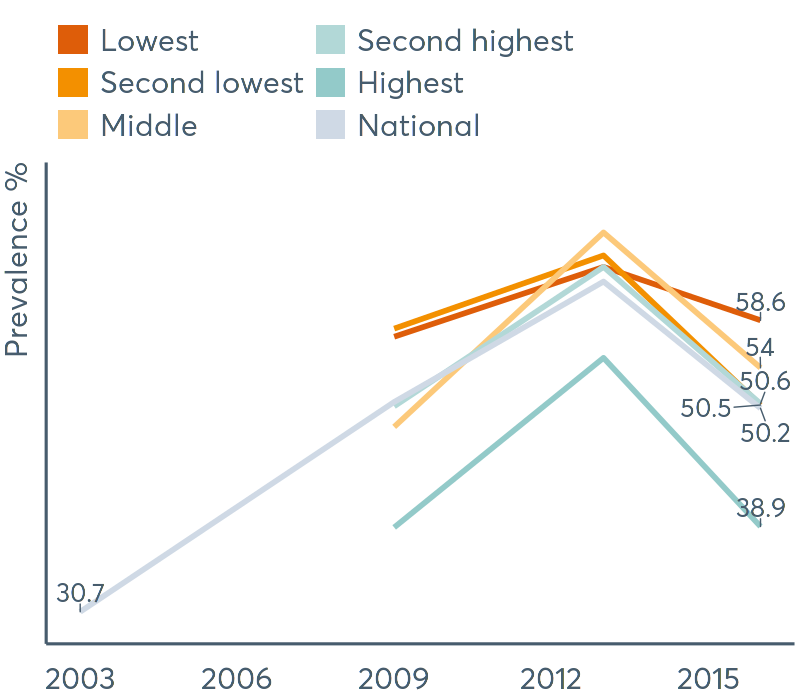 Lowest
Second lowest
Middle
Second highest
Highest
National
Prevalence %
58.6
54
50.6
50.5
50.2
38.9
30.7
2003 2006 2009 2012 2015